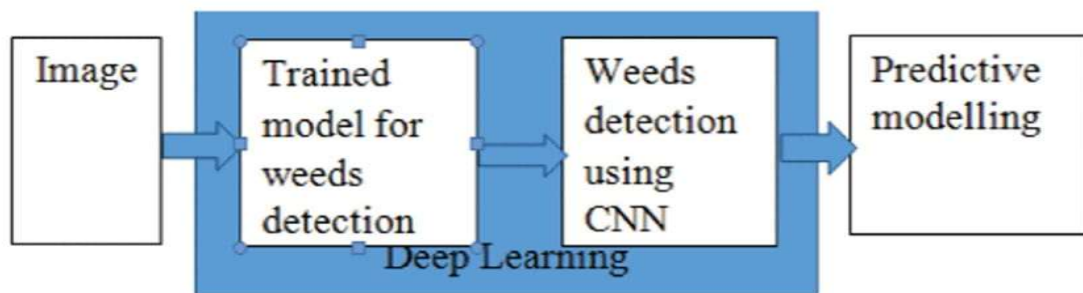 Image
Trained
model for
weeds
detection
Weeds
detection
using
CNN
Predictive
modelling
Deep Learning